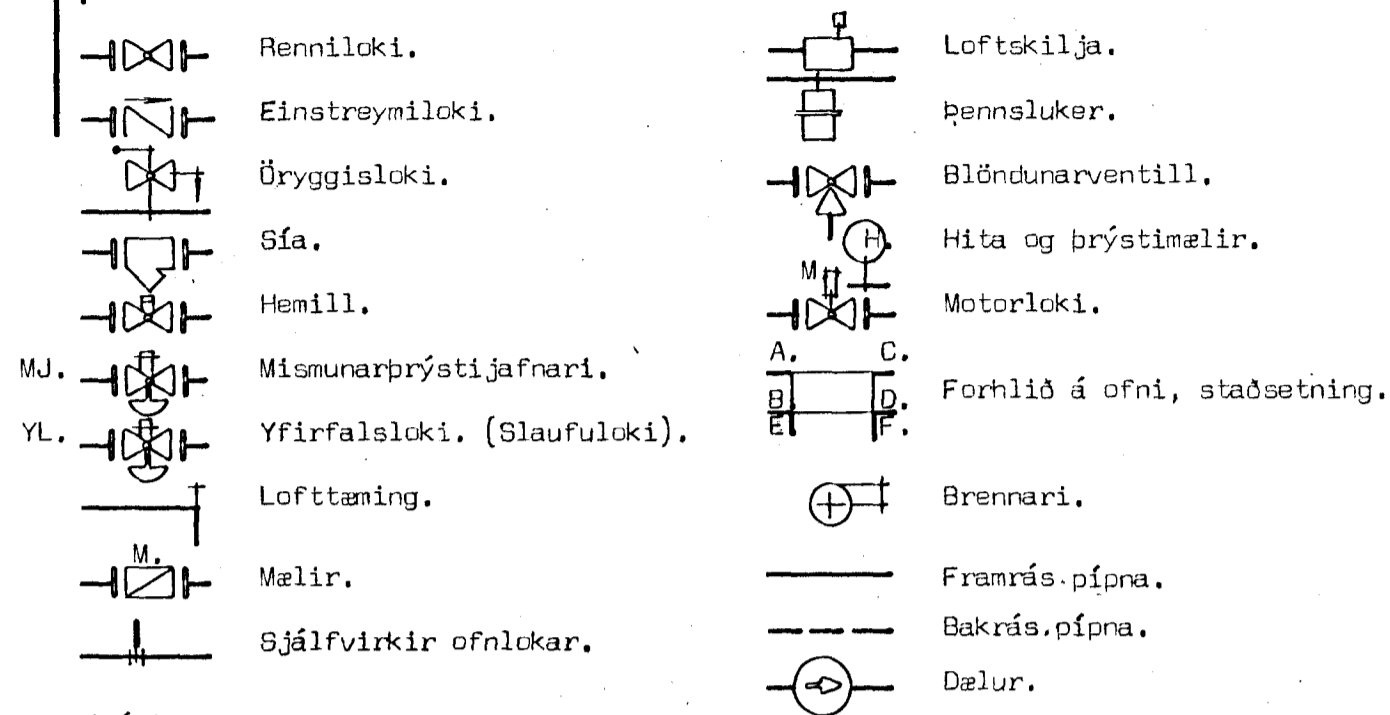 Renniloki.
Einstreymiloki.
Öryggisloki.
Sía.
Hemill.
MJ. Mismunarþrýstijafnari.
YL. Yfirfalsloki. (Slaufuloki).
Lofttæming.
M.
Mælir.
Sjálfvirkir ofnlokar.
Loftskilja.
Þennsluker.
Blöndunarventill.
H. Hita og þrýstimælir.
M
Motorloki.
A. C.
B D. Forhlið á ofni, staðsetning.
E F.
Brennari.
Framrás.pípna.
Bakrás.pípna.
Dælur.